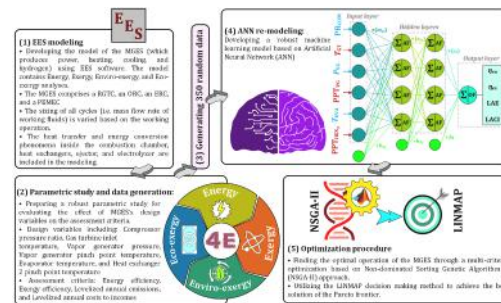 EES
(1) EES modeling
• Developing the model of the MGES (which
produces power, heating, cooling, and
hydrogen) using EES software. The model
contains Energy, Exergy, Enviro-exergy, and Eco-
exergy analyses.
• The MGES comprises a RGTC, an ORC, an ERC,
and a PEMEC
• The sizing of all cycles (i.e. mass flow rate of
working fluids) is varied based on the working
operation.
• The heat transfer and energy conversion
phenomena inside the combustion chamber,
heat exchangers, ejector, and electrolyzer are
included in the modeling.
(3) Generating 350 random data
(4) ANN re-modeling:
Developing a robust machine
learning model based on Artificial
Neural Network (ANN)
Input layer
Hidden layers
Output layer
LAE
(2) Parametric study and data generation:
• Preparing a robust parametric study for
evaluating the effect of MGES's design
variables on the assessment criteria.
• Design variables including: Compressor
pressure ratio, Gas turbine inlet
temperature, Vapor generator pressure,
Vapor generator pinch point temperature,
Evaporator temperature, and Heat exchanger
2 pinch point temperature
• Assessment criteria: Energy efficiency,
Exergy efficiency, Levelized annual emissions,
and Levelized annual costs to incomes
Energy
Exergy
Enviro-exergy
Eco-exergy
4E
NSGA-II
LINMAP
(5) Optimization procedure
• Finding the optimal operation of the MGES through a multi-criteria
optimization based on Non-dominated Sorting Genetic Algorithm
(NSGA-II) approach.
• Utilizing the LINMAP decision making method to achieve the
solution of the Pareto frontier.